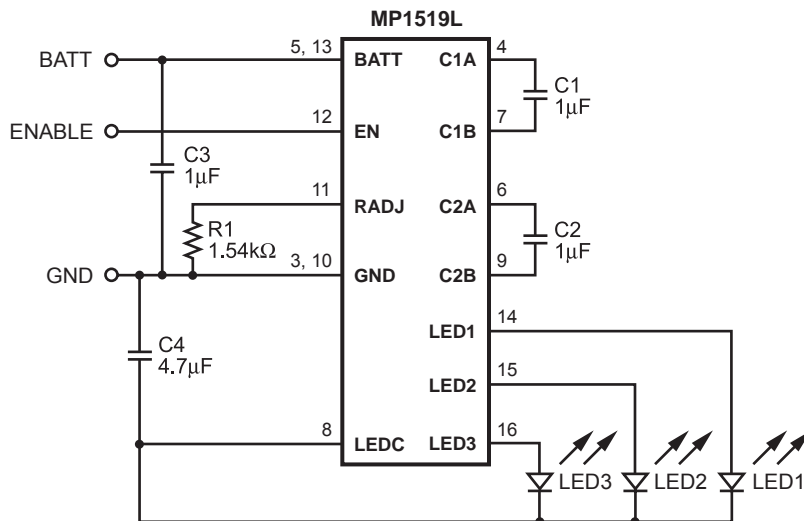 MP1519L
BATT
5, 13
BATT
C1A
4
C1
1µF
ENABLE
12
EN
C1B
7
C3
1µF
11
RADJ
C2A
6
R1
1.54kΩ
C2
1µF
GND
3, 10
GND
C2B
9
LED1
14
C4
4.7µF
LED2
15
8
LEDC
LED3
16
LED3
LED2
LED1